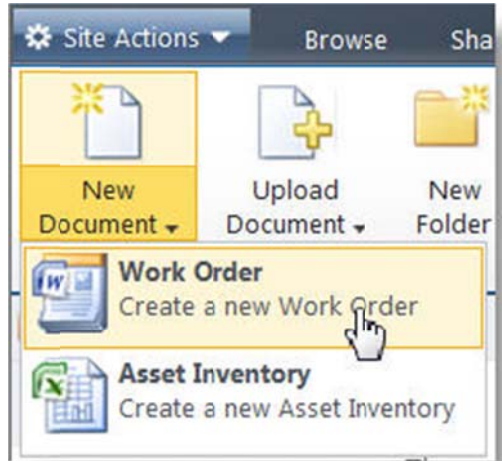 Site Actions Browse Sha
New Upload New
Document Document Folder
Work Order
Create a new Work Order
Asset Inventory
Create a new Asset Inventory